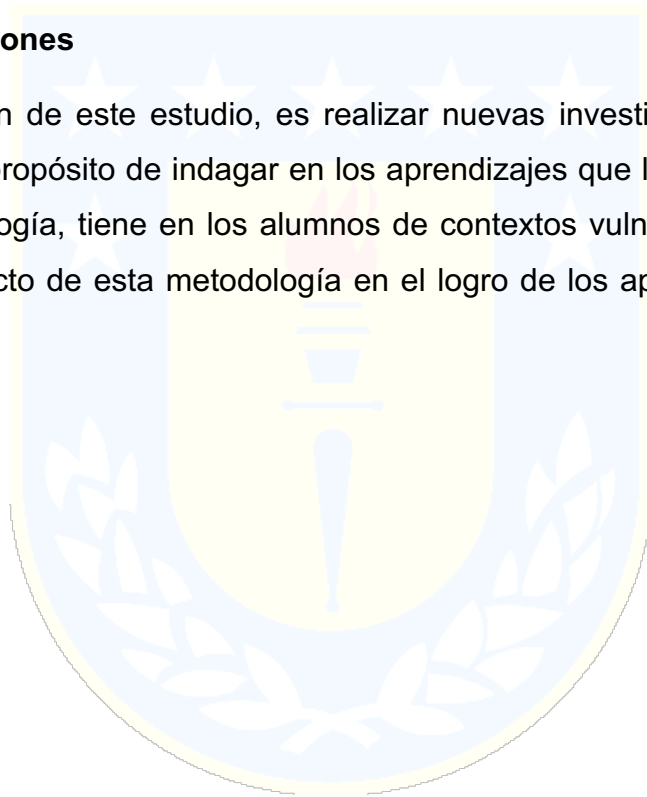 ones
n de este estudio, es realizar nuevas investi
propósito de indagar en los aprendizajes que l
ogía, tiene en los alumnos de contextos vuln
cto de esta metodología en el logro de los ap